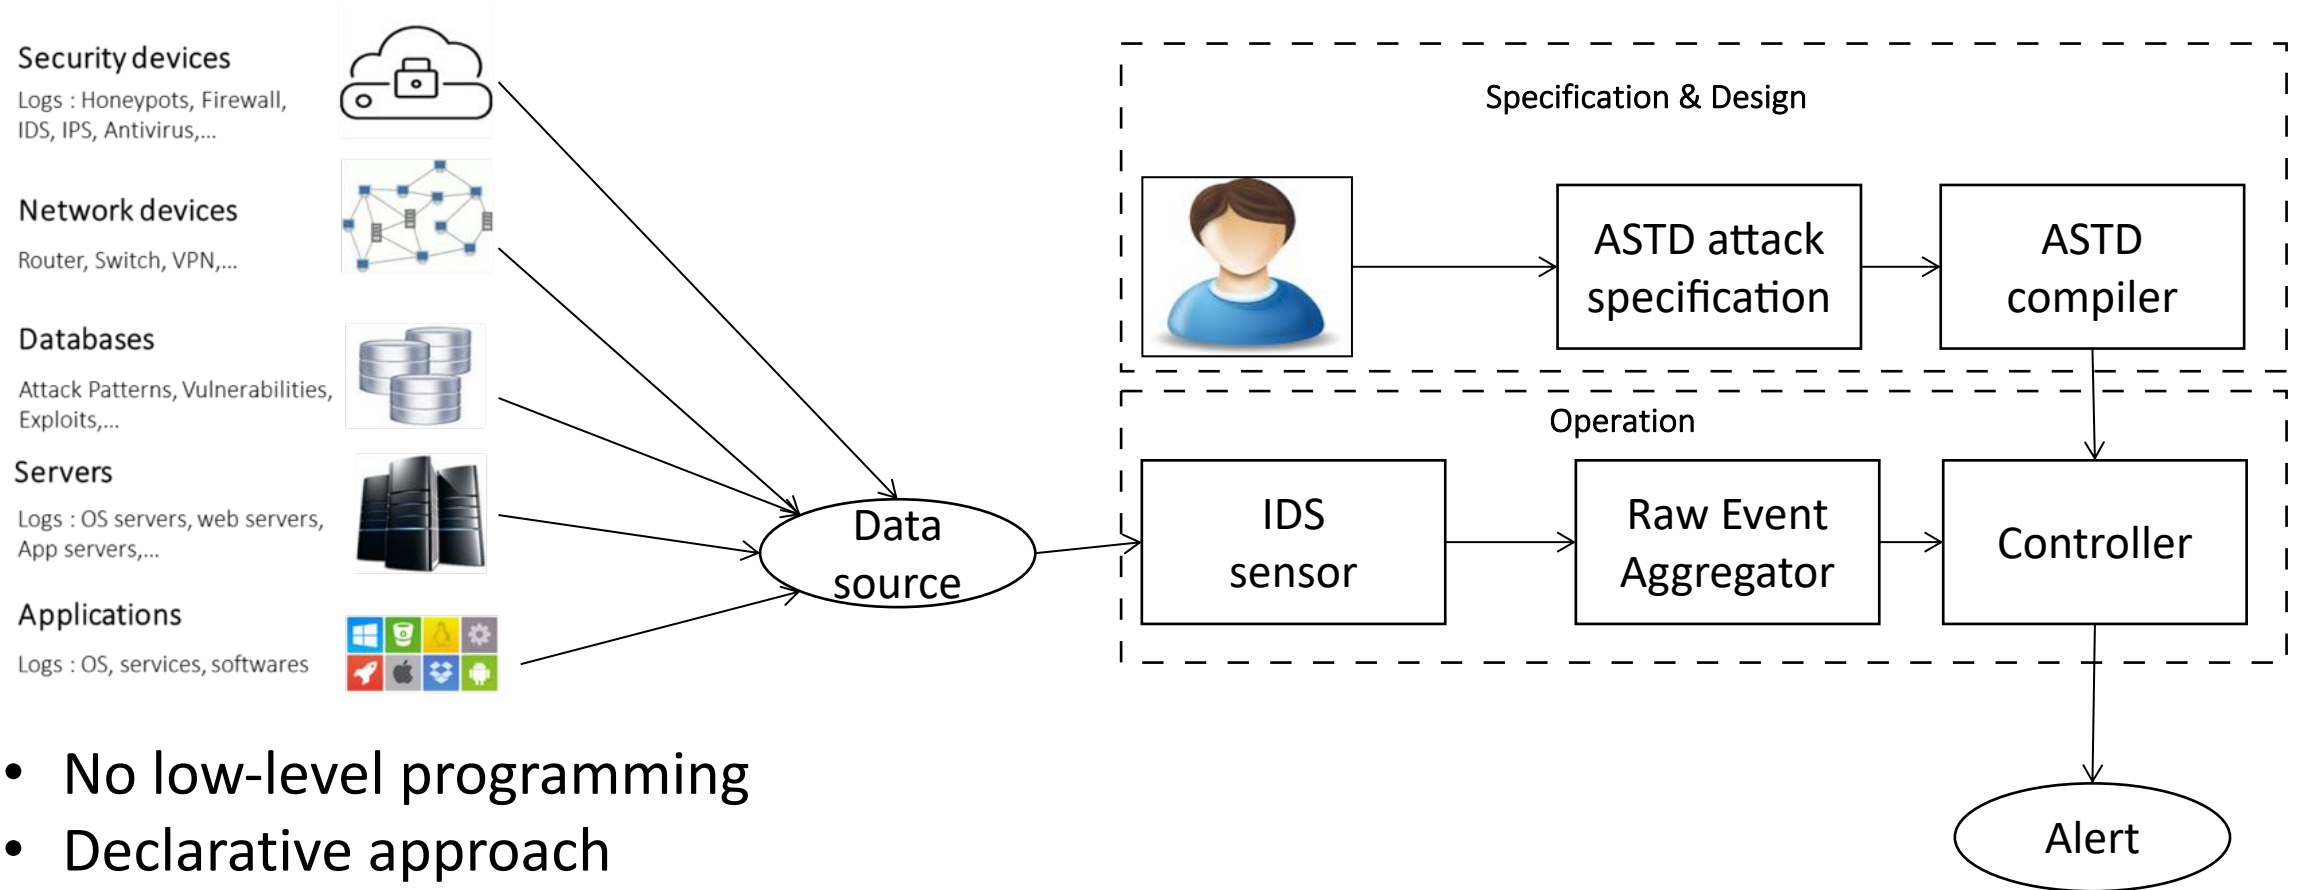 Security devices
Logs : Honeypots, Firewall,
IDS, IPS, Antivirus,...
Network devices
Router, Switch, VPN,...
Databases
Attack Patterns, Vulnerabilities,
Exploits,...
Servers
Logs : OS servers, web servers,
App servers,...
Applications
Logs : OS, services, softwares
Data
source
Specification & Design
ASTD attack
specification
ASTD
compiler
Operation
IDS
sensor
Raw Event
Aggregator
Controller
Alert
• No low-level programming
• Declarative approach